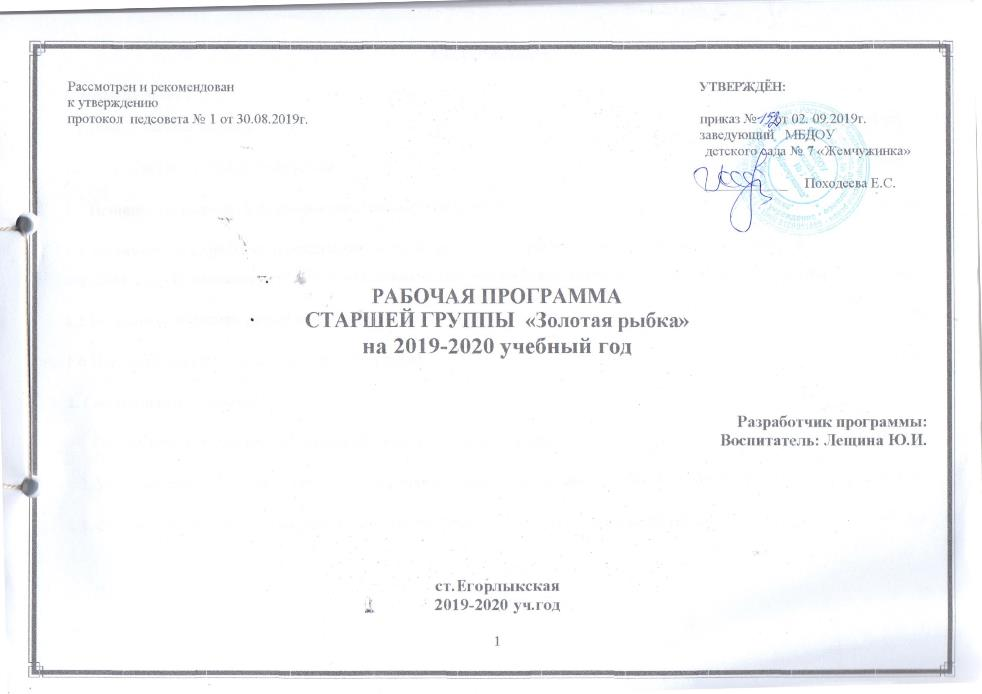 Рассмотрен и рекомендован
к утверждению
протокол педсовета № 1 от 30.08.2019г.
УТВЕРЖДЁН:
приказ № от 02. 09.2019г.
заведующий МБДОУ
детского сада № 7 «Жемчужинка»
Походеева Е.С.
РАБОЧАЯ ПРОГРАММА
СТАРШЕЙ ГРУППЫ «Золотая рыбка»
на 2019-2020 учебный год
Разработчик программы:
Воспитатель: Лещина Ю.И.
ст.Егорлыкская
2019-2020 уч.год
1